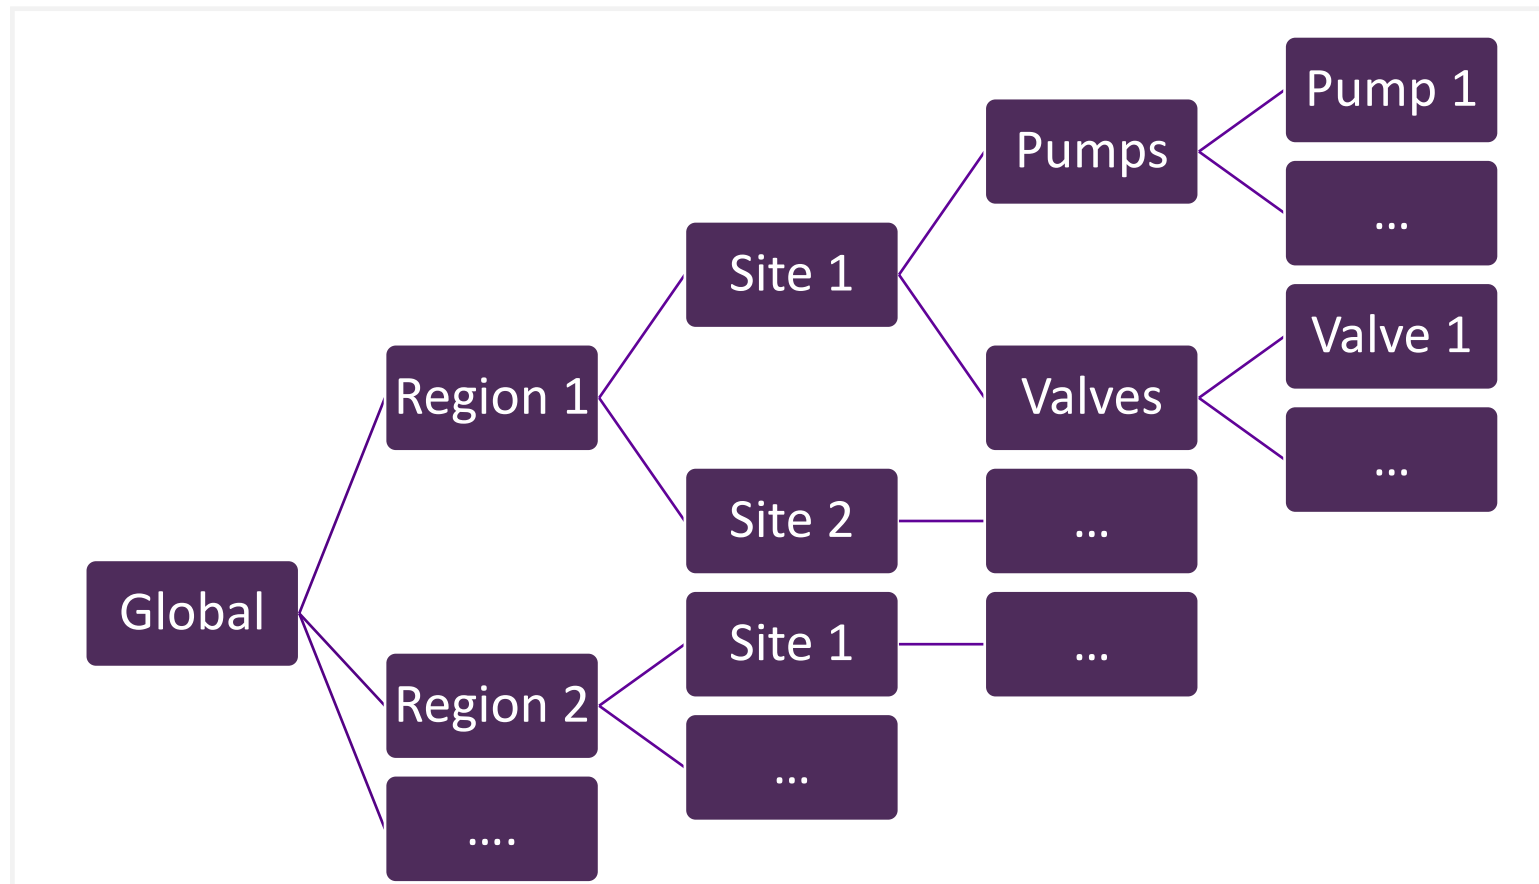 Global
Region 1
Site 1
Pumps
Pump 1
...
Valves
Valve 1
...
Site 2
...
Region 2
Site 1
...
...
....